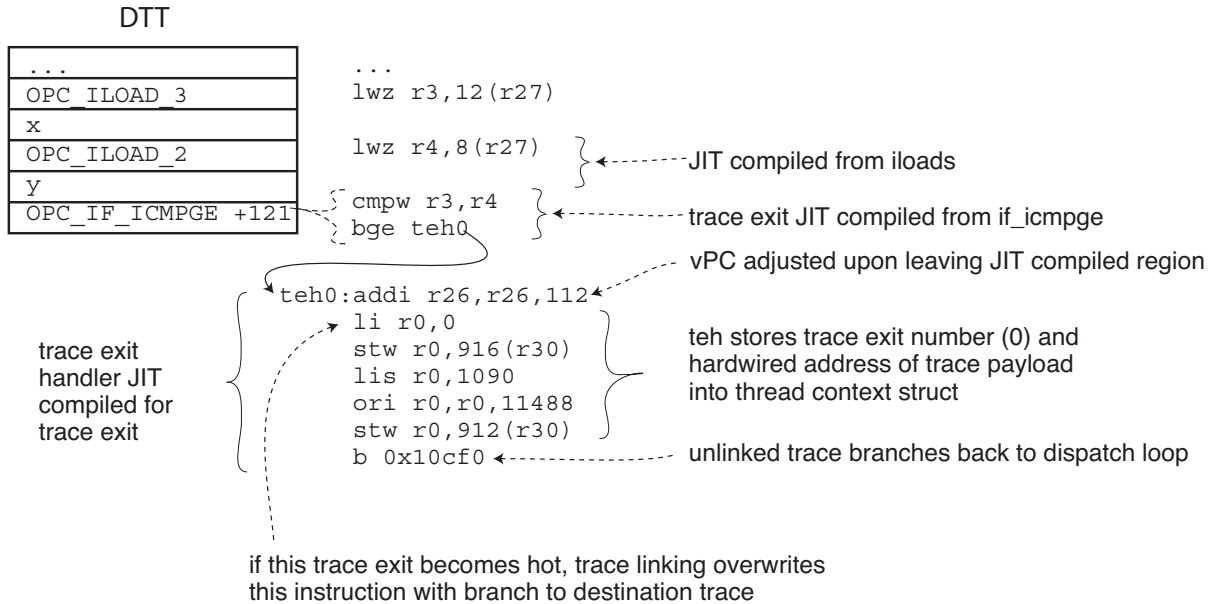 DTT
...
OPC_ILOAD_3
x
OPC_ILOAD_2
y
OPC_IF_ICMPGE +121
...
lwz r3,12(r27)
lwz r4,8(r27)
JIT compiled from iloads
cmpw r3,r4
bge teh0
trace exit JIT compiled from if_icmpge
vPC adjusted upon leaving JIT compiled region
teh0:addi r26,r26,112
li r0,0
stw r0,916(r30)
lis r0,1090
ori r0,r0,11488
stw r0,912(r30)
b 0x10cf0
trace exit
handler JIT
compiled for
trace exit
teh stores trace exit number (0) and
hardwired address of trace payload
into thread context struct
unlinked trace branches back to dispatch loop
if this trace exit becomes hot, trace linking overwrites
this instruction with branch to destination trace